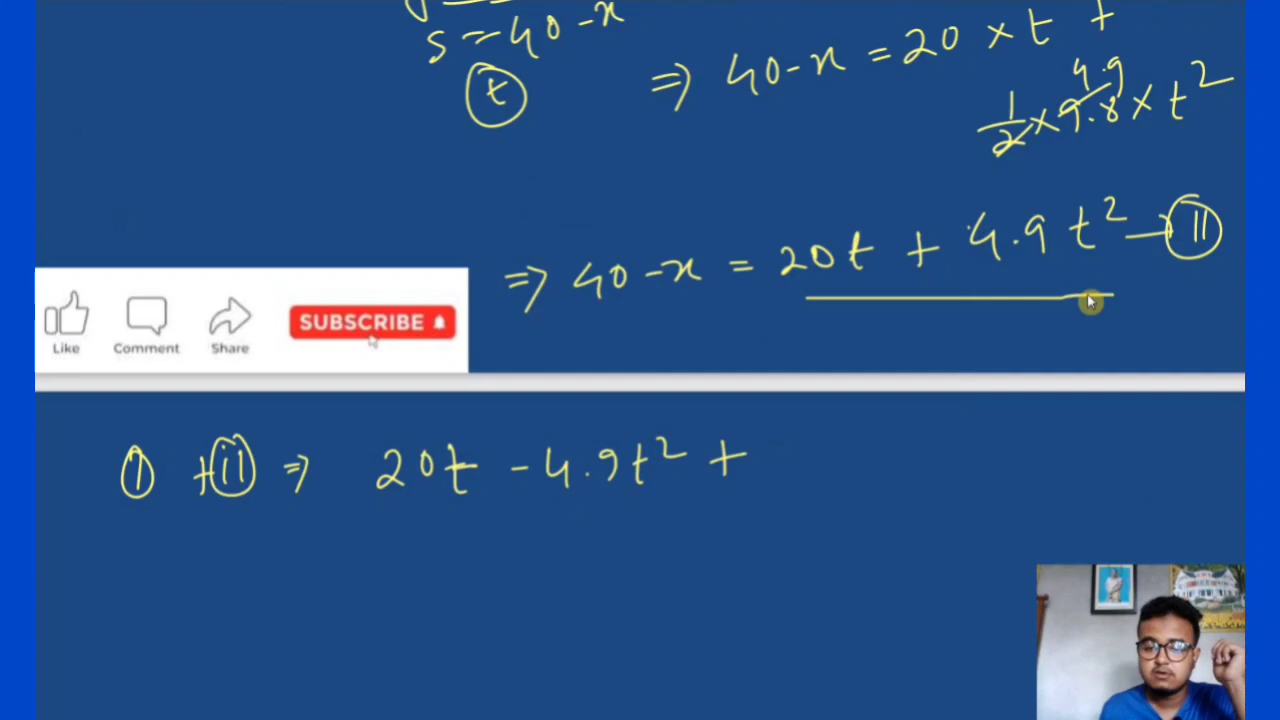 s = 40 - x
t
⇒ 40 - x = 20 × t +
1/2 × 9.8 × t²
4.9
⇒ 40 - x = 20t + 4.9 t² → II
Like Comment Share SUBSCRIBE
I + II ⇒ 20t - 4.9t² +